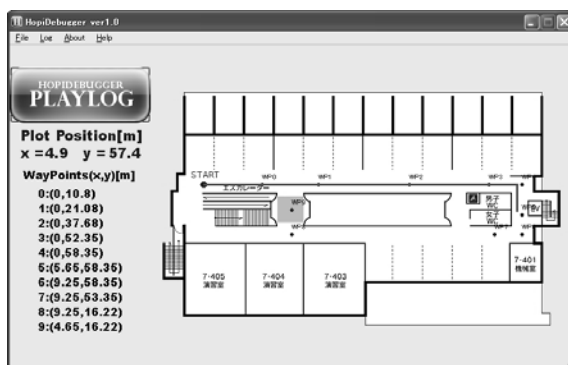 HopiDebugger ver1.0
File Log About Help
HOPIDEBUGGER
PLAYLOG
Plot Position[m]
x =4.9 y = 57.4
WayPoints(x,y)[m]
0:(0,10.8)
1:(0,21.08)
2:(0,37.68)
3:(0,52.35)
4:(0,58.35)
5:(5.65,58.35)
6:(9.25,58.35)
7:(9.25,53.35)
8:(9.25,16.22)
9:(4.65,16.22)
START
WP0 WP1 WP2 WP3
エスカレーター
WP9
男子
WC
女子
WC
EV
WP8
7-405
演習室
7-404
演習室
7-403
演習室
7-401
機械室